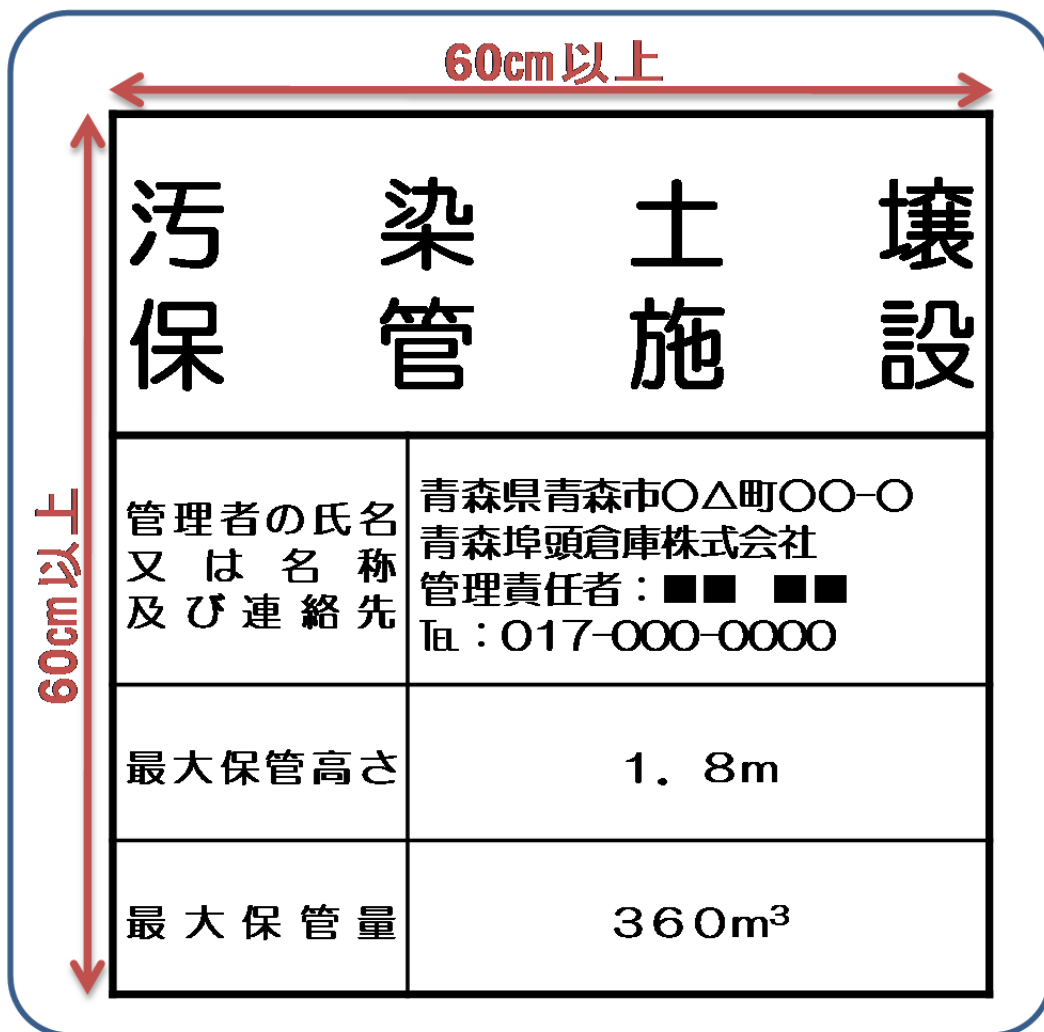 60cm以上
60cm以上
汚染土壌
保管施設
管理者の氏名
又は名称
及び連絡先
青森県青森市○△町○○-○
青森埠頭倉庫株式会社
管理責任者：■■　■■
℡：017-000-0000
最大保管高さ
1．8m
最大保管量
360m³